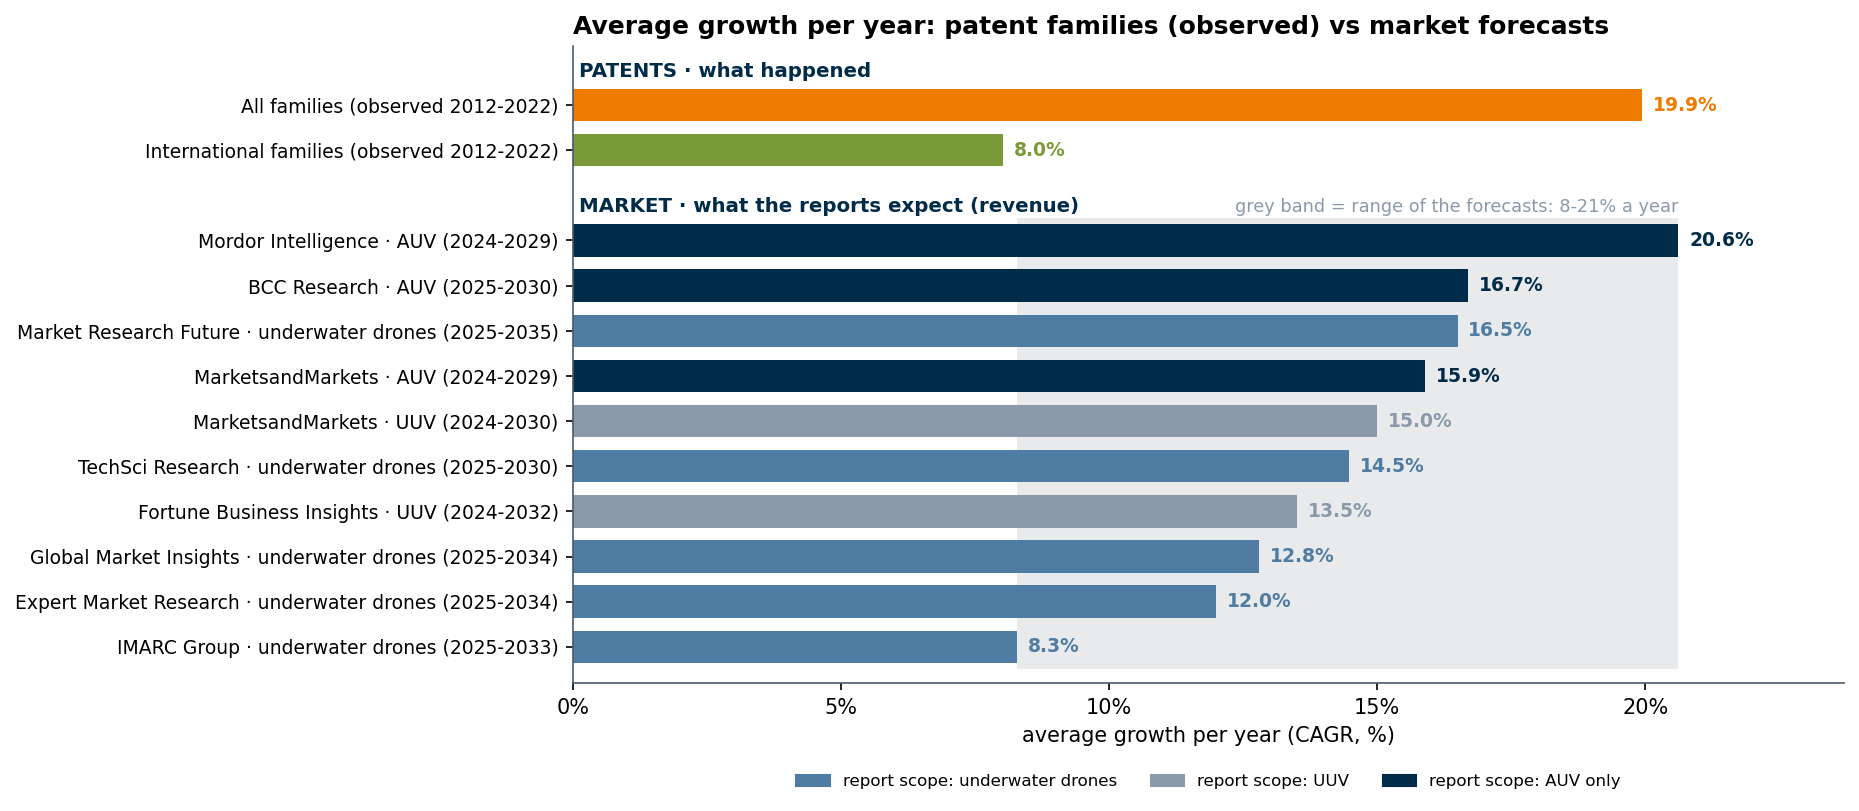 Average growth per year: patent families (observed) vs market forecasts
PATENTS · what happened
All families (observed 2012-2022) 19.9%
International families (observed 2012-2022) 8.0%
MARKET · what the reports expect (revenue) grey band = range of the forecasts: 8-21% a year
Mordor Intelligence · AUV (2024-2029) 20.6%
BCC Research · AUV (2025-2030) 16.7%
Market Research Future · underwater drones (2025-2035) 16.5%
MarketsandMarkets · AUV (2024-2029) 15.9%
MarketsandMarkets · UUV (2024-2030) 15.0%
TechSci Research · underwater drones (2025-2030) 14.5%
Fortune Business Insights · UUV (2024-2032) 13.5%
Global Market Insights · underwater drones (2025-2034) 12.8%
Expert Market Research · underwater drones (2025-2034) 12.0%
IMARC Group · underwater drones (2025-2033) 8.3%
0% 5% 10% 15% 20%
average growth per year (CAGR, %)
report scope: underwater drones report scope: UUV report scope: AUV only